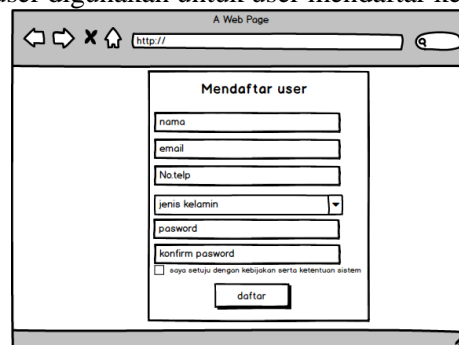 user digunakan untuk user mendaftar ke
A Web Page
http://
Mendaftar user
nama
email
No.telp
jenis kelamin
pasword
konfirm pasword
saya setuju dengan kebijakan serta ketentuan sistem
daftar